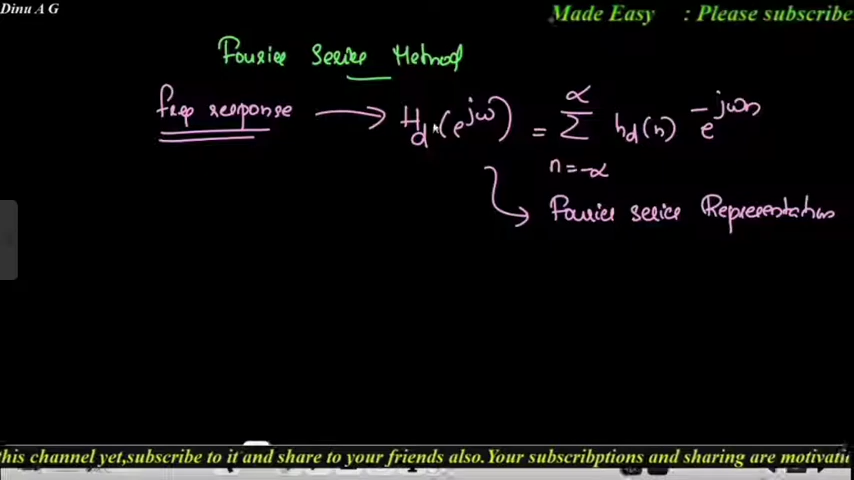 Dinu A G
Made Easy : Please subscribe
Fourier Series Method
freq response → H_d(e^{jω}) = ∑_{n=-∞}^{∞} h_d(n) e^{-jωn}
Fourier series Representation
this channel yet,subscribe to it and share to your friends also.Your subscribptions and sharing are motivati